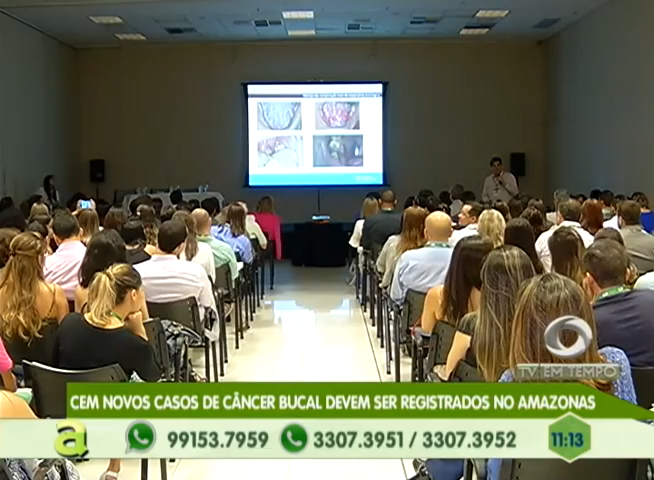 TV EM TEMPO
CEM NOVOS CASOS DE CÂNCER BUCAL DEVEM SER REGISTRADOS NO AMAZONAS
a 99153.7959 3307.3951 / 3307.3952 11:13